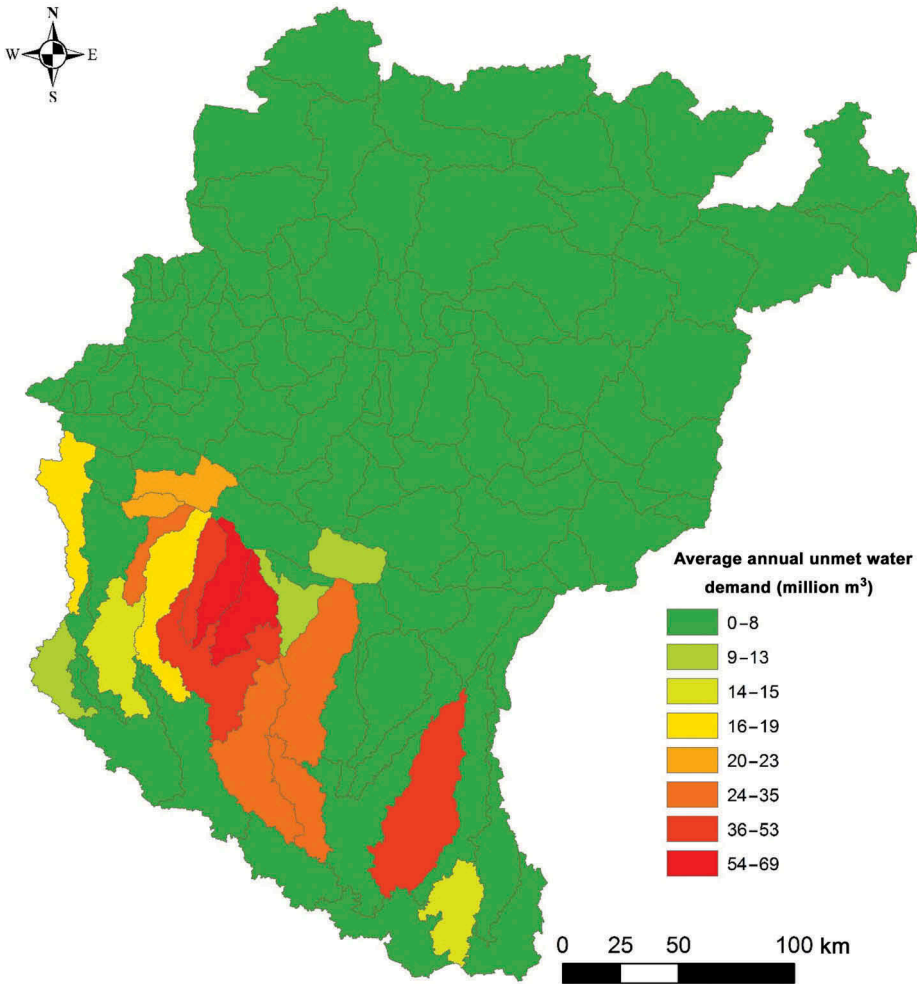 N
W E
S
Average annual unmet water
demand (million m³)
0–8
9–13
14–15
16–19
20–23
24–35
36–53
54–69
0 25 50 100 km